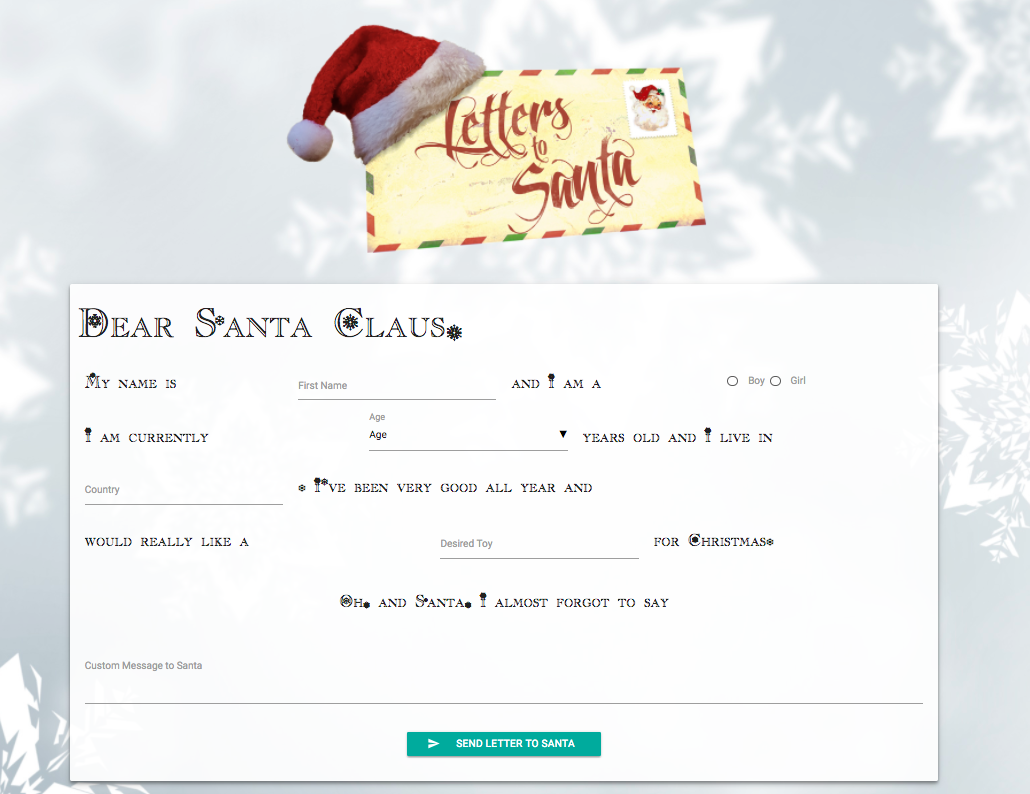 Letters
to
Santa
Dear Santa Claus,
My name is First Name and I am a Boy Girl
Age
I am currently Age years old and I live in
Country . I've been very good all year and
would really like a Desired Toy for Christmas.
Oh, and Santa, I almost forgot to say
Custom Message to Santa
SEND LETTER TO SANTA